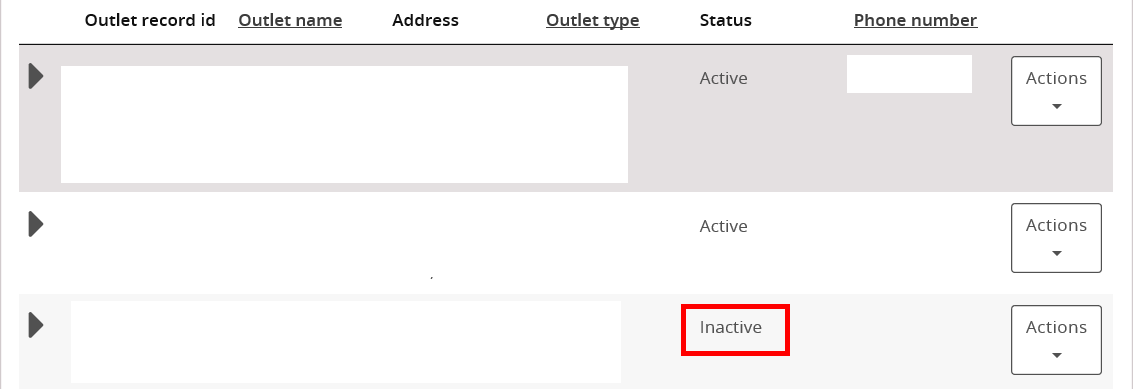 Outlet record id Outlet name Address Outlet type Status Phone number
Active Actions
Active Actions
Inactive Actions